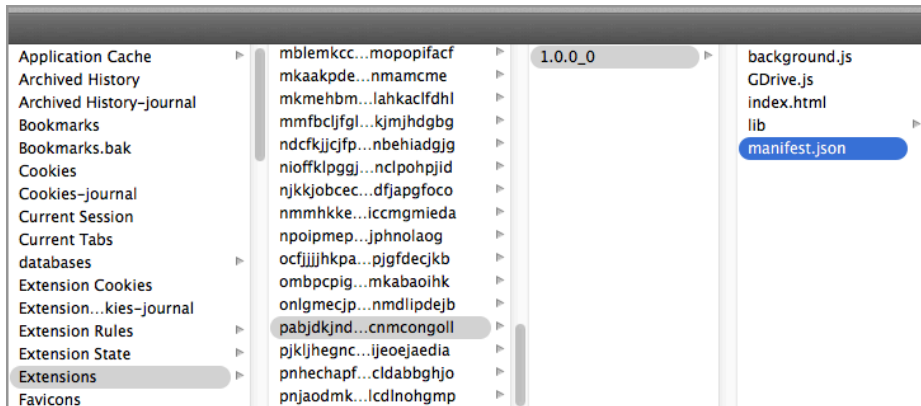 Application Cache
Archived History
Archived History-journal
Bookmarks
Bookmarks.bak
Cookies
Cookies-journal
Current Session
Current Tabs
databases
Extension Cookies
Extension...kies-journal
Extension Rules
Extension State
Extensions
Favicons
mblemkcc...mopopifacf
mkaakpde...nmamcme
mkmehbm...lahkaclfdhl
mmfbcljfgl...kjmjhdgbg
ndcfkjjcjfp...nbehiadgjg
nioffklpggj...nclpohpjid
njkkjobcec...dfjapgfoco
nmmhkke...iccmgmieda
npoipmep...jphnolaog
ocfjjjjhkpa...pjgfdecjkb
ombpcpig...mkabaoihk
onlgmecjp...nmdlipdejb
pabjdkjnd...cnmcongoll
pjkljhegnc...ijeoejaedia
pnhechapf...cldabbghjo
pnjaodmk...lcdlnohgmp
1.0.0_0
background.js
GDrive.js
index.html
lib
manifest.json